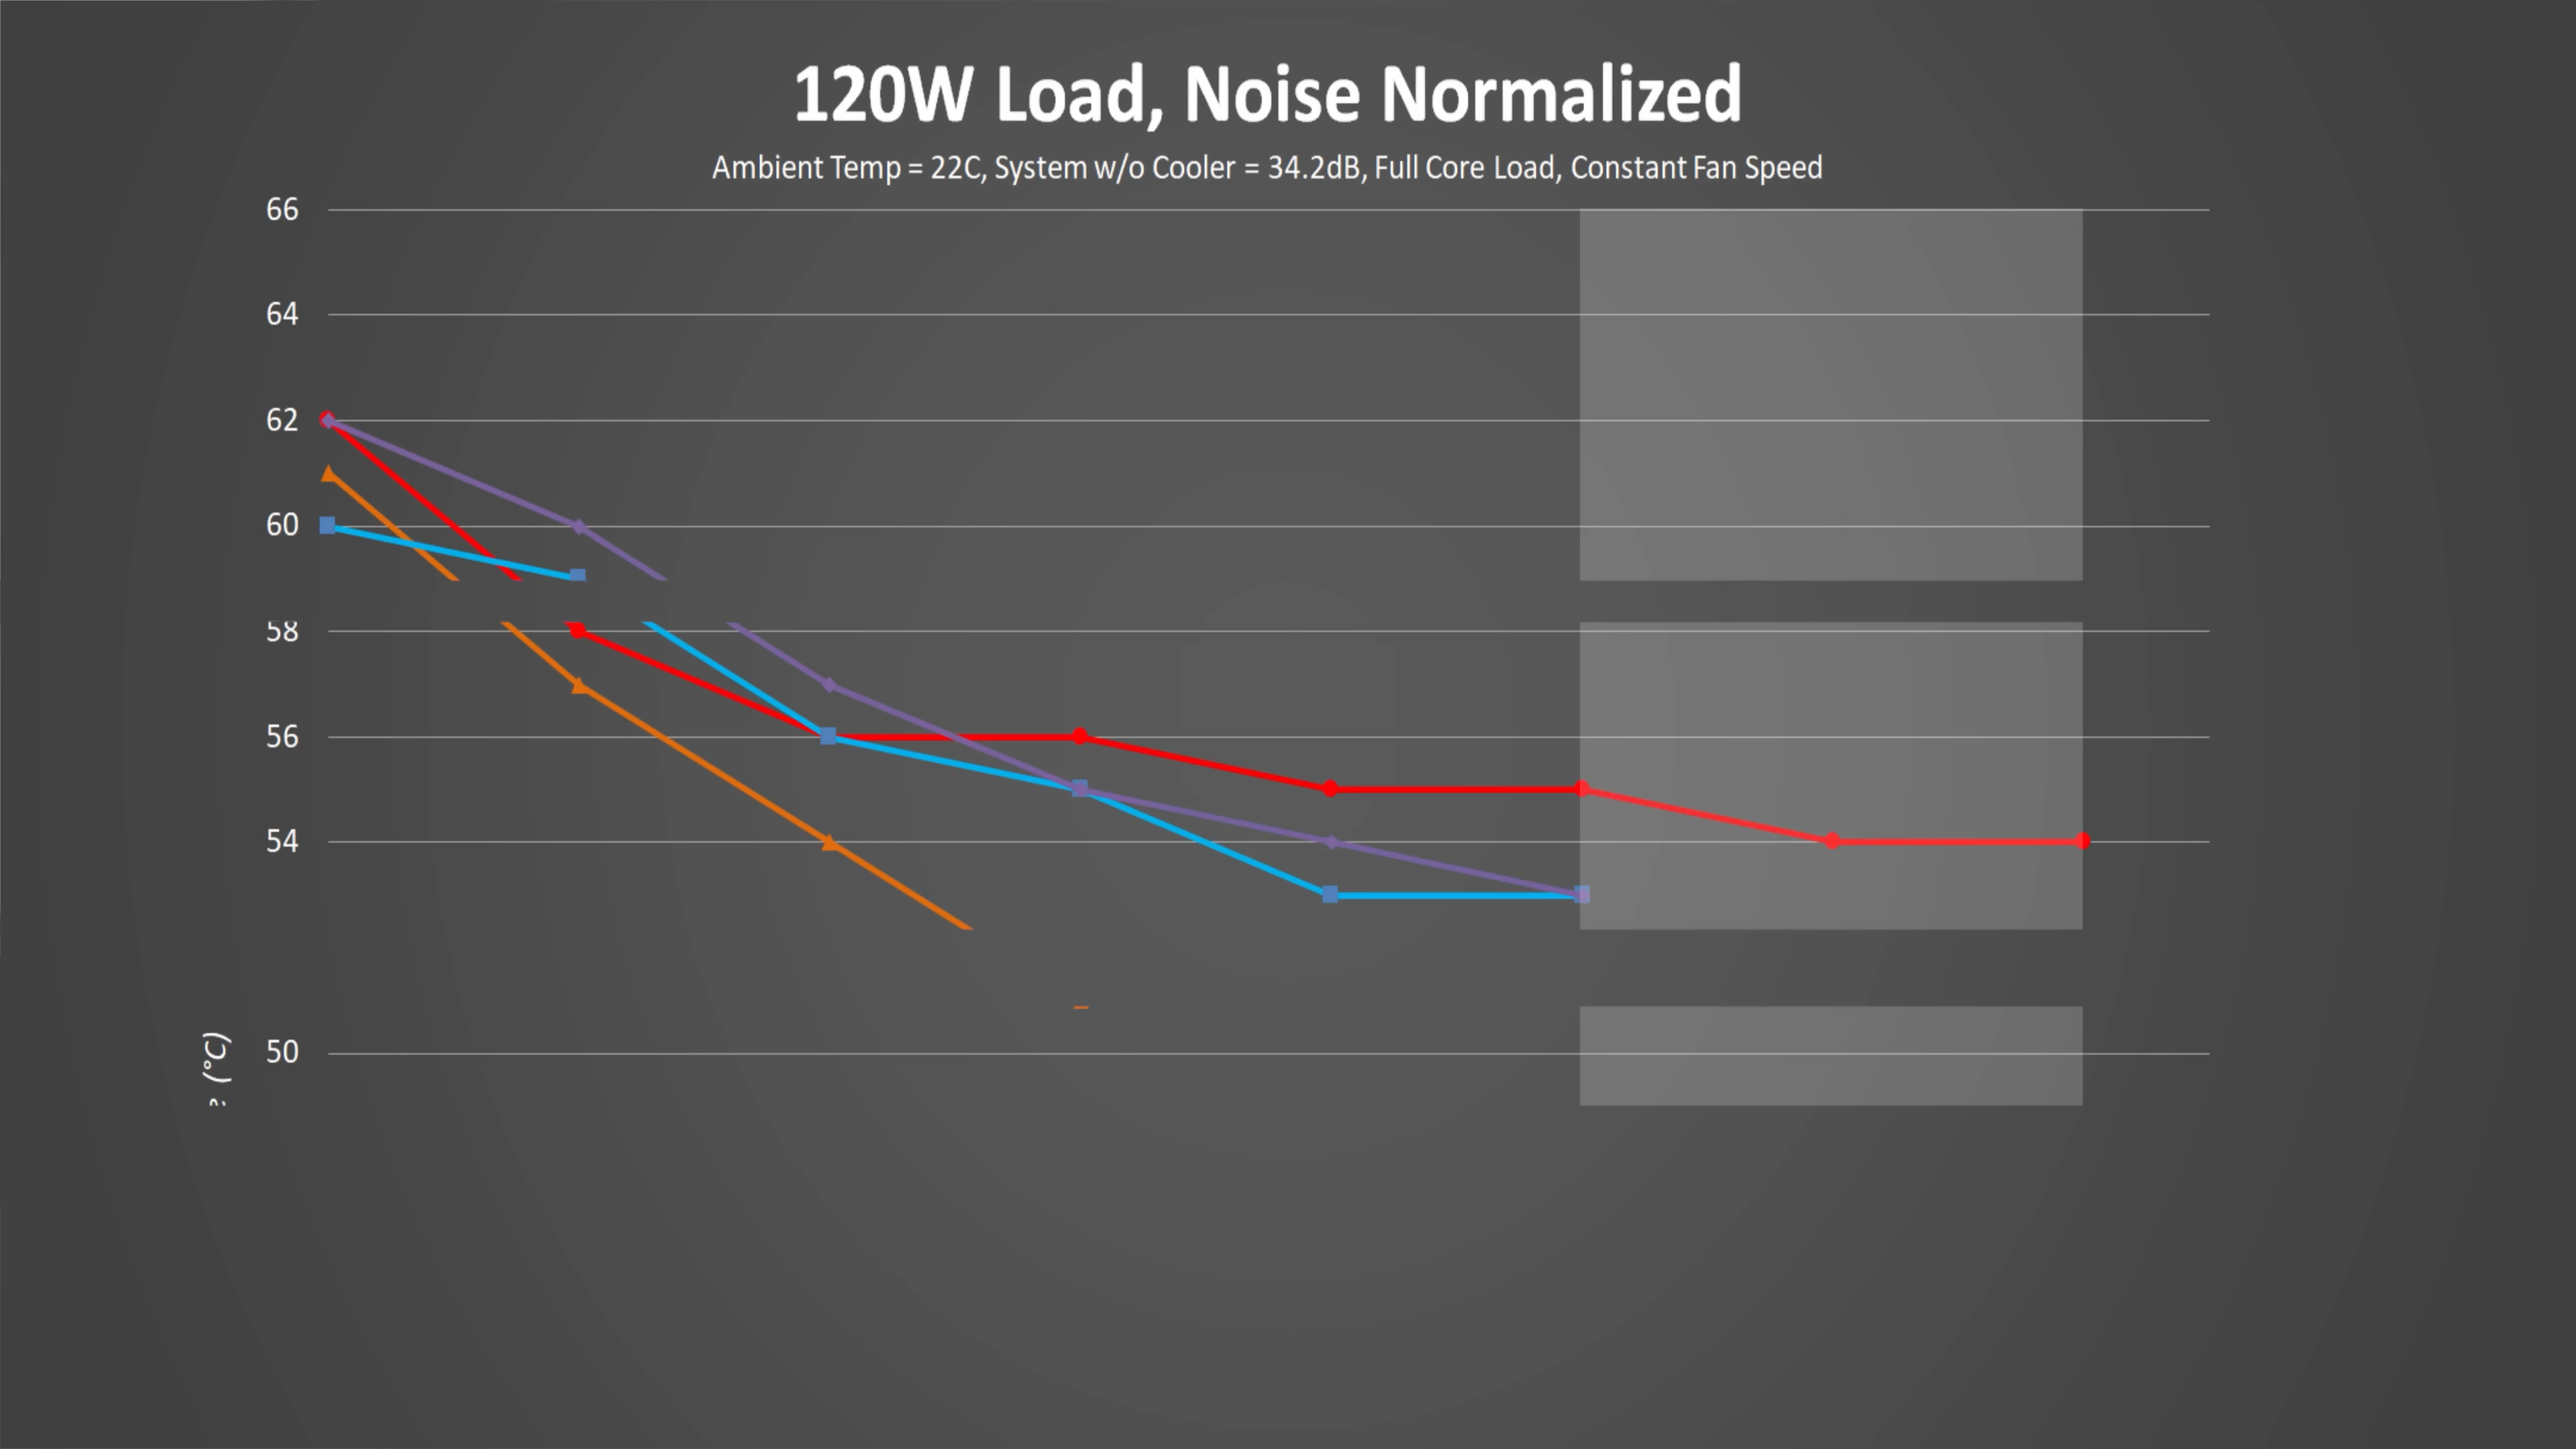 120W Load, Noise Normalized
Ambient Temp = 22C, System w/o Cooler = 34.2dB, Full Core Load, Constant Fan Speed
66
64
62
60
58
56
54
50
(°C)